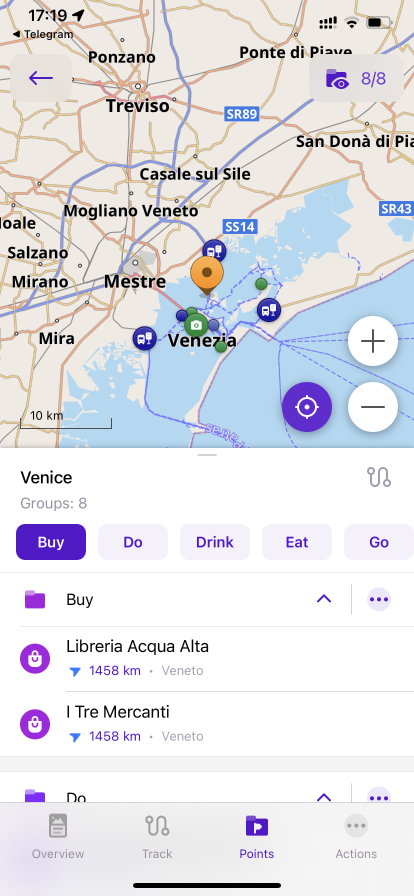 17:19
Telegram
Ponzano
Ponte di Piave
8/8
Treviso
SR89
San Donà di Pia
Casale sul Sile
Mogliano Veneto
SR43
oale
SS14
Salzano
Mestre
Mirano
Mira
Venezia
10 km
Venice
Groups: 8
Buy
Do
Drink
Eat
Go
Buy
Libreria Acqua Alta
1458 km • Veneto
I Tre Mercanti
1458 km • Veneto
Do
Overview
Track
Points
Actions